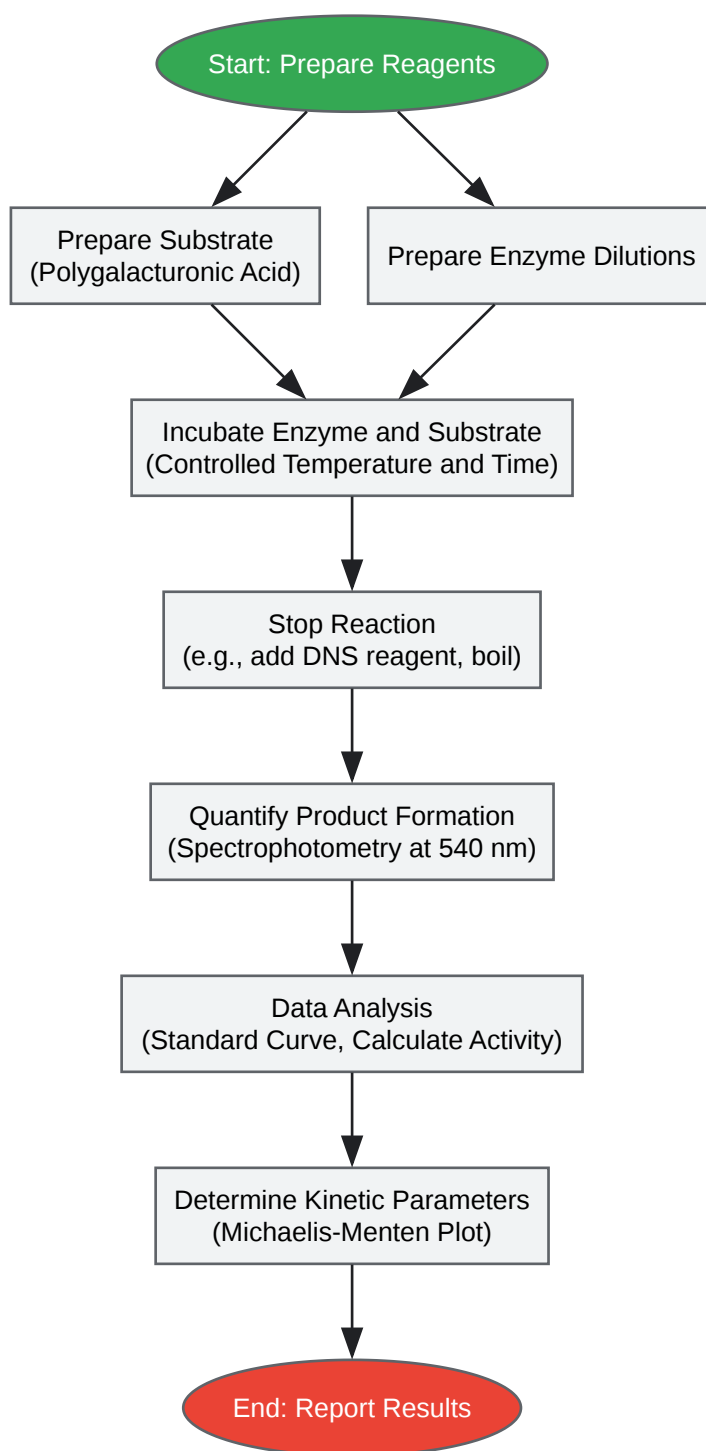 Start: Prepare Reagents
Prepare Substrate
(Polygalacturonic Acid)
Prepare Enzyme Dilutions
Incubate Enzyme and Substrate
(Controlled Temperature and Time)
Stop Reaction
(e.g., add DNS reagent, boil)
Quantify Product Formation
(Spectrophotometry at 540 nm)
Data Analysis
(Standard Curve, Calculate Activity)
Determine Kinetic Parameters
(Michaelis-Menten Plot)
End: Report Results